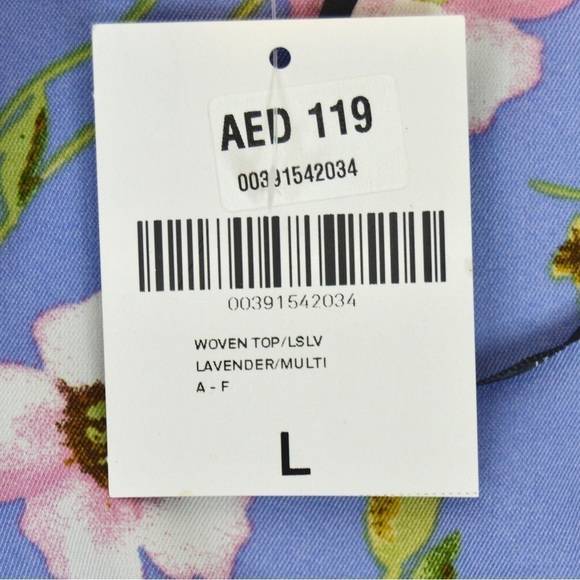 AED 119
00391542034
00391542034
WOVEN TOP/LSLV
LAVENDER/MULTI
A - F
L